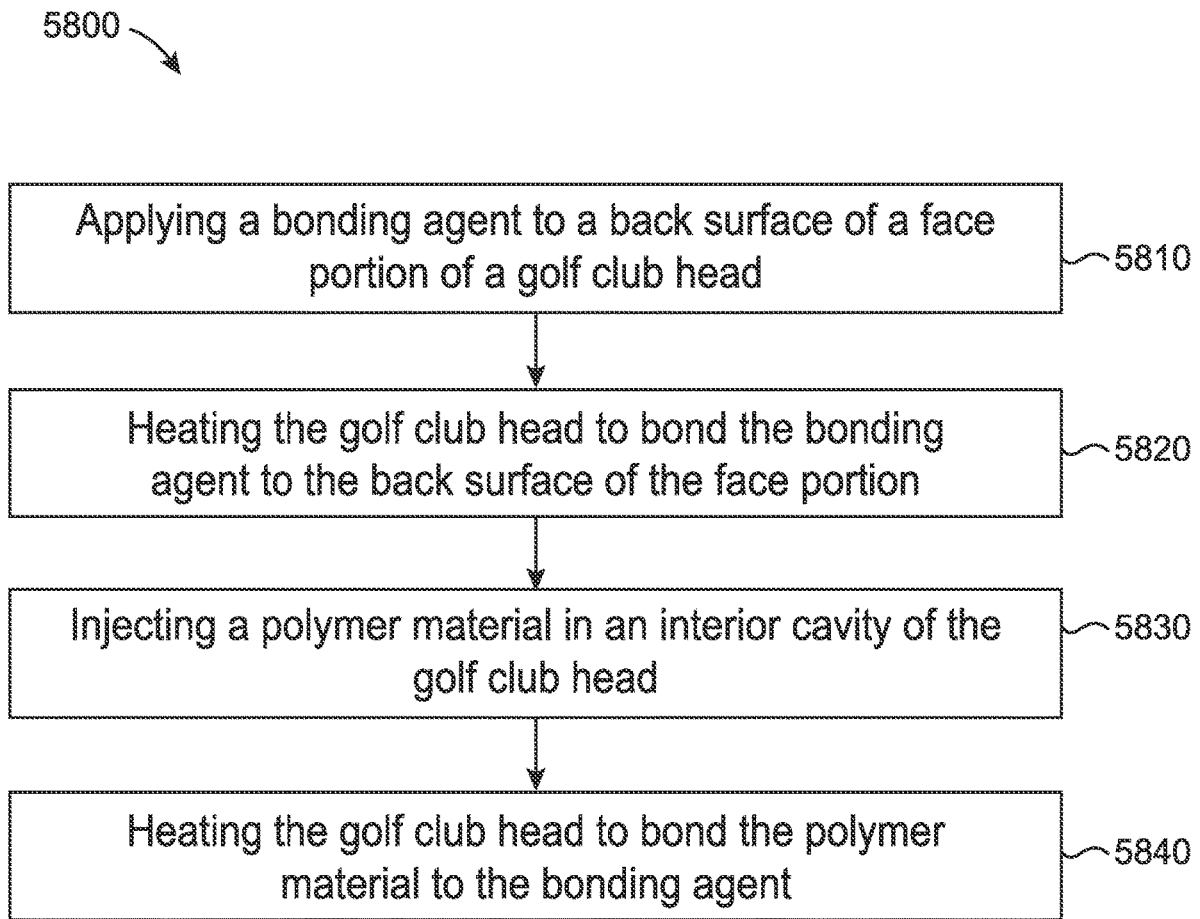 5800
Applying a bonding agent to a back surface of a face
portion of a golf club head
5810
Heating the golf club head to bond the bonding
agent to the back surface of the face portion
5820
Injecting a polymer material in an interior cavity of the
golf club head
5830
Heating the golf club head to bond the polymer
material to the bonding agent
5840